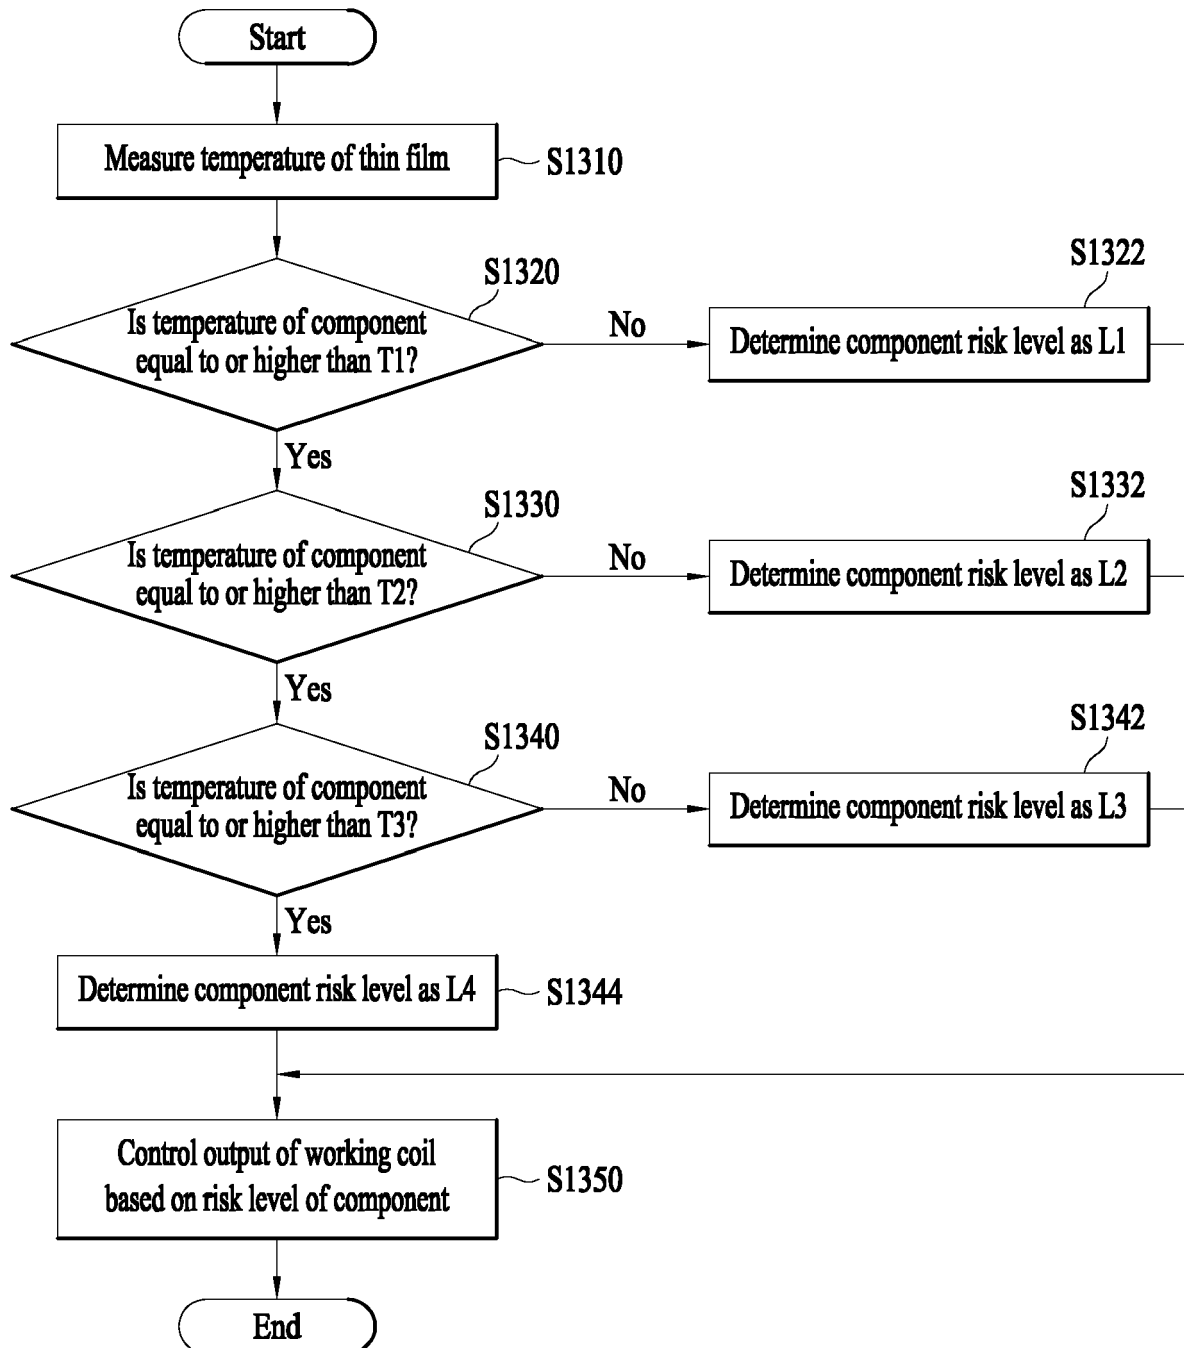 Start
Measure temperature of thin film
S1310
S1320
Is temperature of component
equal to or higher than T1?
No
S1322
Determine component risk level as L1
Yes
S1330
Is temperature of component
equal to or higher than T2?
No
S1332
Determine component risk level as L2
Yes
S1340
Is temperature of component
equal to or higher than T3?
No
S1342
Determine component risk level as L3
Yes
Determine component risk level as L4
S1344
Control output of working coil
based on risk level of component
S1350
End